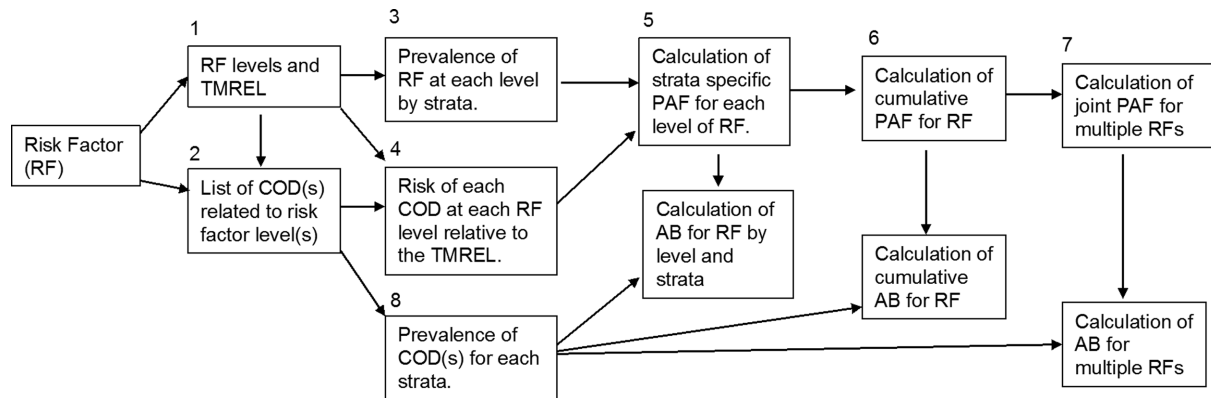 Risk Factor
(RF)
1
RF levels and
TMREL
2
List of COD(s)
related to risk
factor level(s)
3
Prevalence of
RF at each level
by strata.
4
Risk of each
COD at each RF
level relative to
the TMREL.
8
Prevalence of
COD(s) for each
strata.
5
Calculation of
strata specific
PAF for each
level of RF.
Calculation of
AB for RF by
level and
strata
6
Calculation of
cumulative
PAF for RF
Calculation of
cumulative
AB for RF
7
Calculation of
joint PAF for
multiple RFs
Calculation of
AB for
multiple RFs